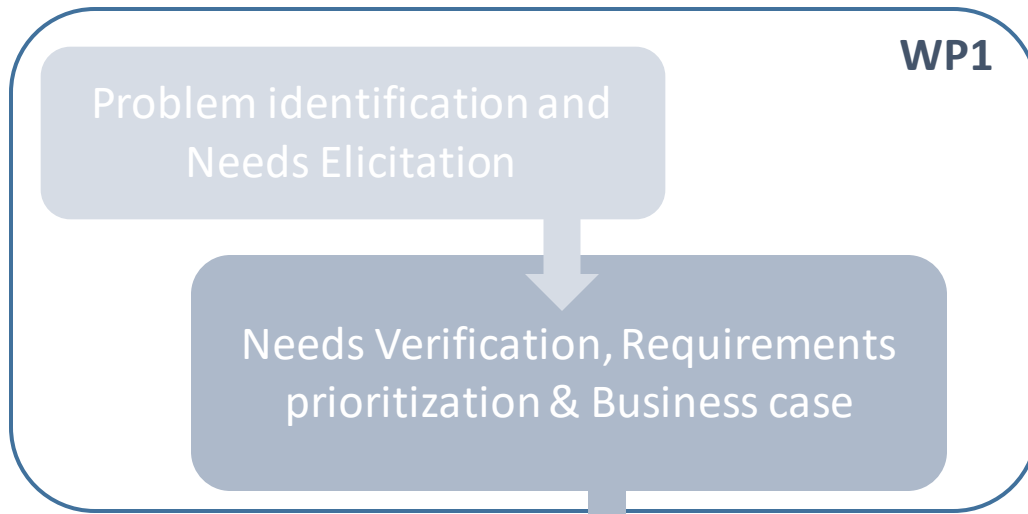 WP1
Problem identification and
Needs Elicitation
Needs Verification, Requirements
prioritization & Business case